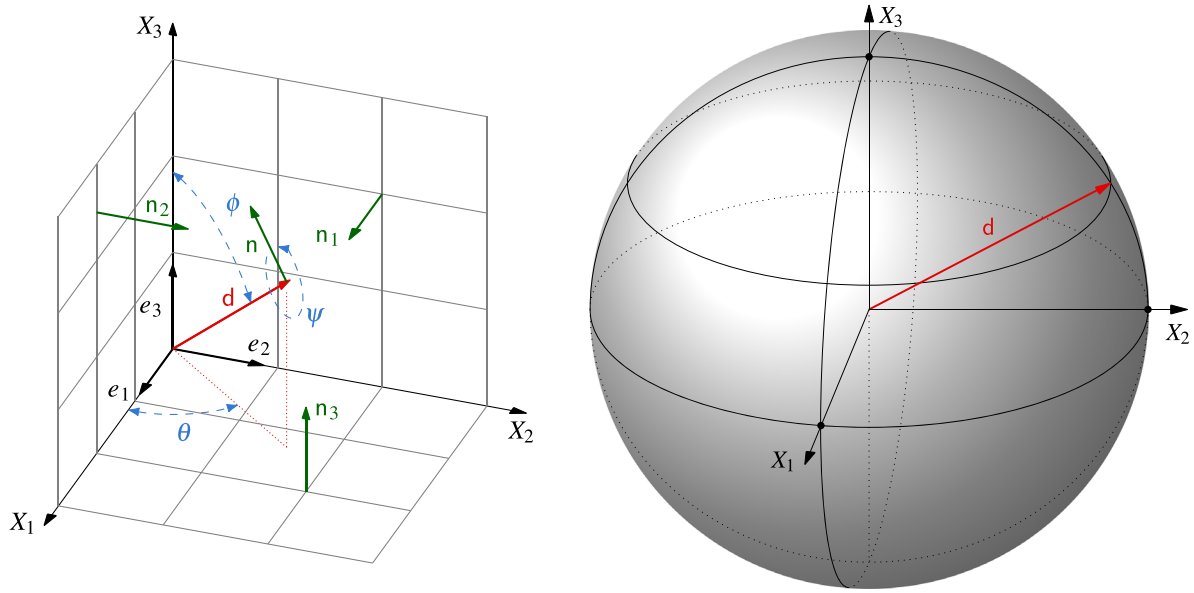 X₃
n₂
ϕ
n
n₁
d
ψ
e₃
e₂
e₁
θ
n₃
X₂
X₁
X₃
d
X₂
X₁